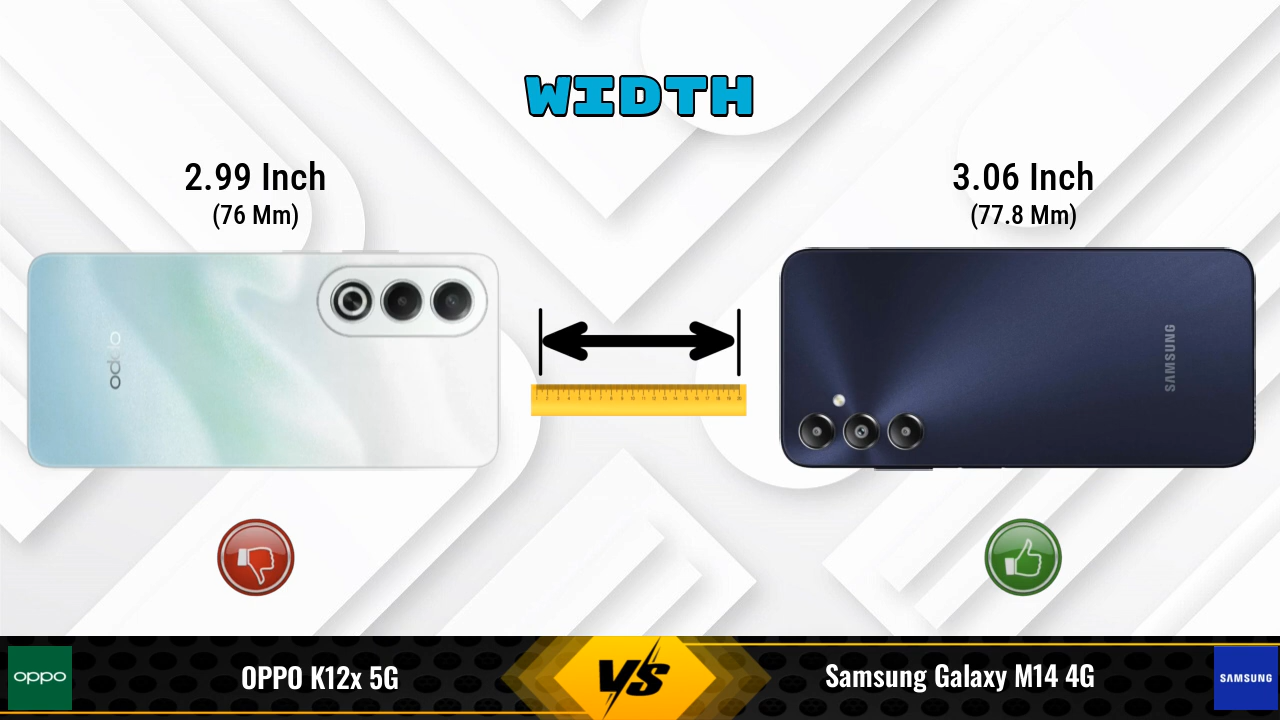 WIDTH
2.99 Inch
(76 Mm)
3.06 Inch
(77.8 Mm)
oppo
SAMSUNG
oppo
OPPO K12x 5G
VS
Samsung Galaxy M14 4G
SAMSUNG